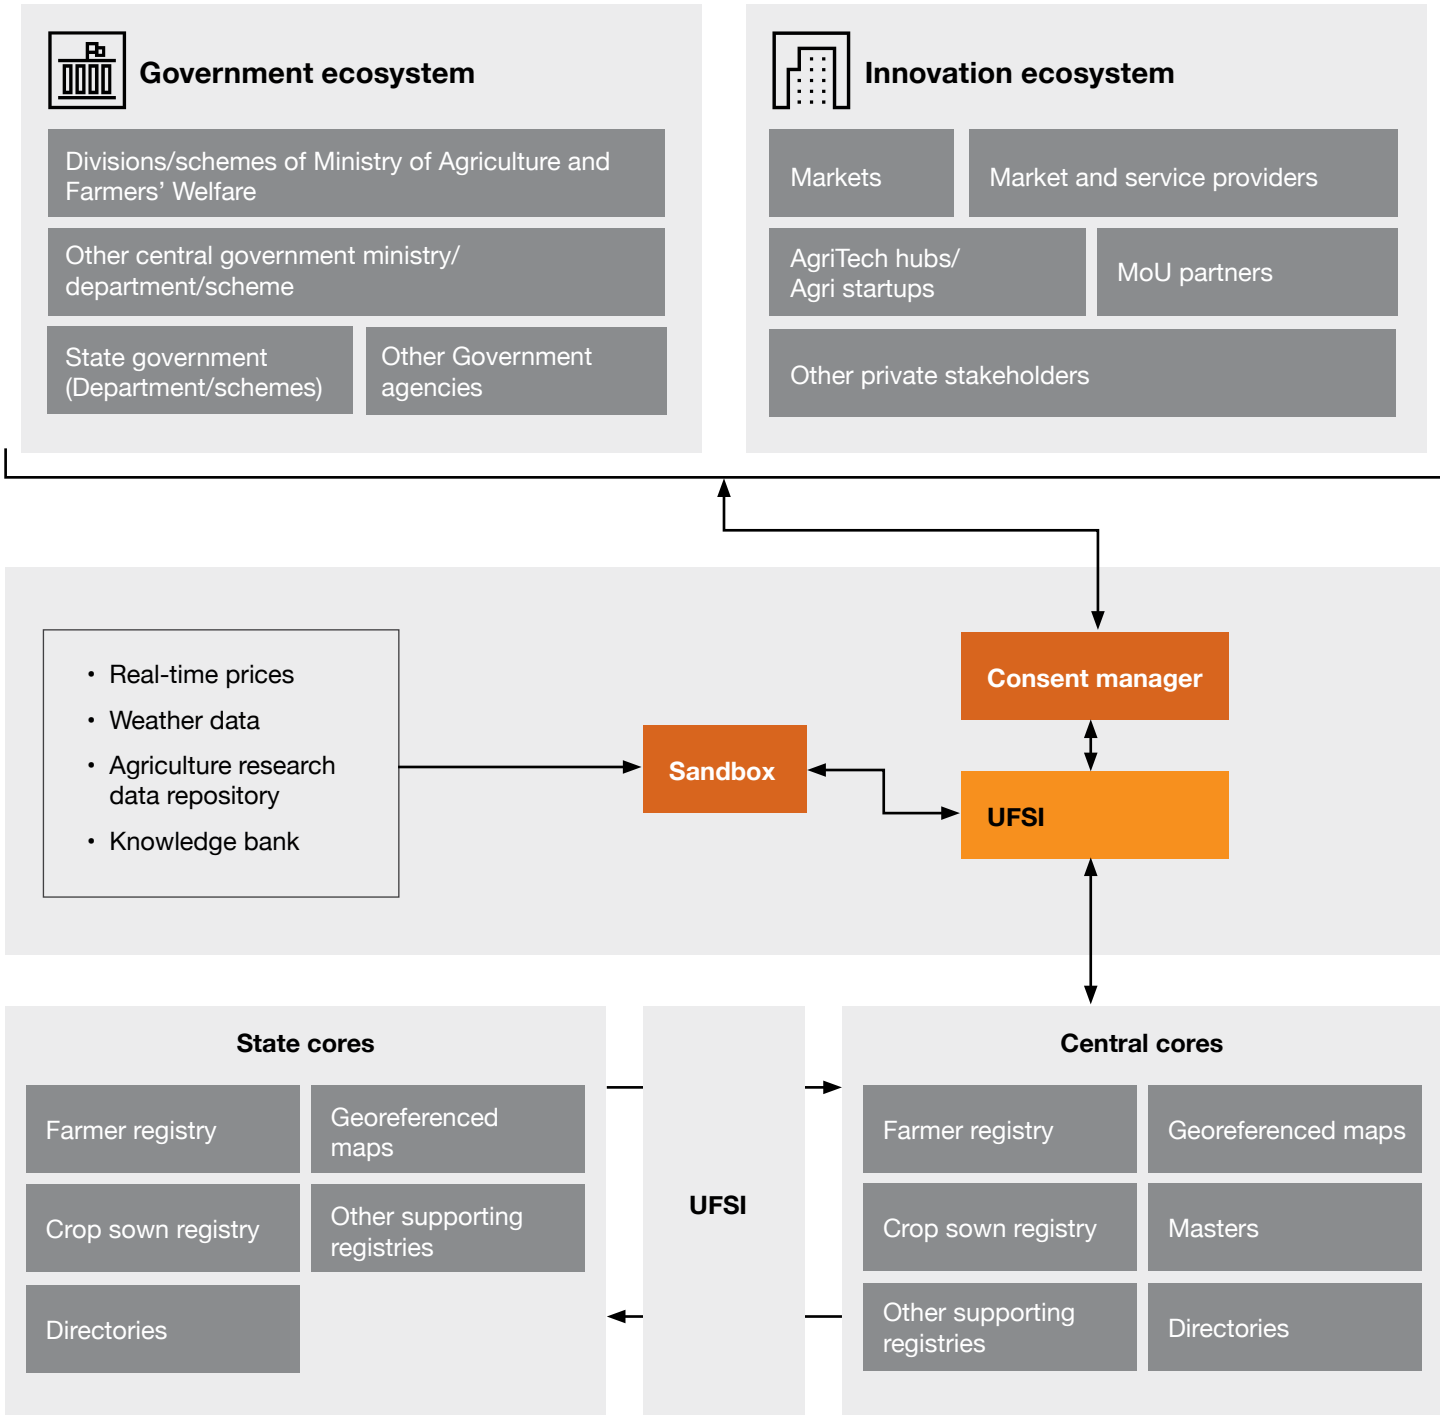 Government ecosystem
Divisions/schemes of Ministry of Agriculture and
Farmers’ Welfare
Other central government ministry/
department/scheme
State government
(Department/schemes)
Other Government
agencies
Innovation ecosystem
Markets
Market and service providers
AgriTech hubs/
Agri startups
MoU partners
Other private stakeholders
• Real-time prices
• Weather data
• Agriculture research
data repository
• Knowledge bank
Sandbox
Consent manager
UFSI
State cores
Farmer registry
Georeferenced
maps
Crop sown registry
Other supporting
registries
Directories
UFSI
Central cores
Farmer registry
Georeferenced maps
Crop sown registry
Masters
Other supporting
registries
Directories